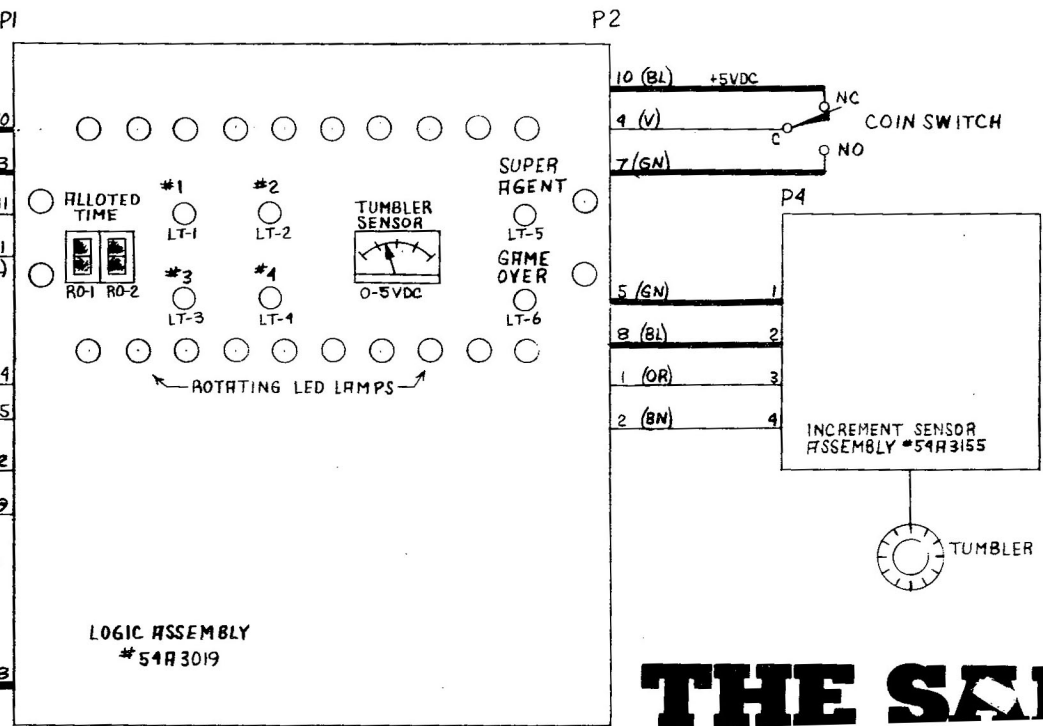 P1
P2
10 (BL) +5VDC
NC
4 (V)
C
COIN SWITCH
NO
7 (GN)
SUPER
AGENT
LT-5
GAME
OVER
LT-6
ALLOTED
TIME
RO-1 RO-2
#1
LT-1
#2
LT-2
#3
LT-3
#4
LT-4
TUMBLER
SENSOR
0-5VDC
ROTATING LED LAMPS
P4
5 (GN) 1
8 (BL) 2
1 (OR) 3
2 (BN) 4
INCREMENT SENSOR
ASSEMBLY #54A3155
TUMBLER
LOGIC ASSEMBLY
#54A3019
THE